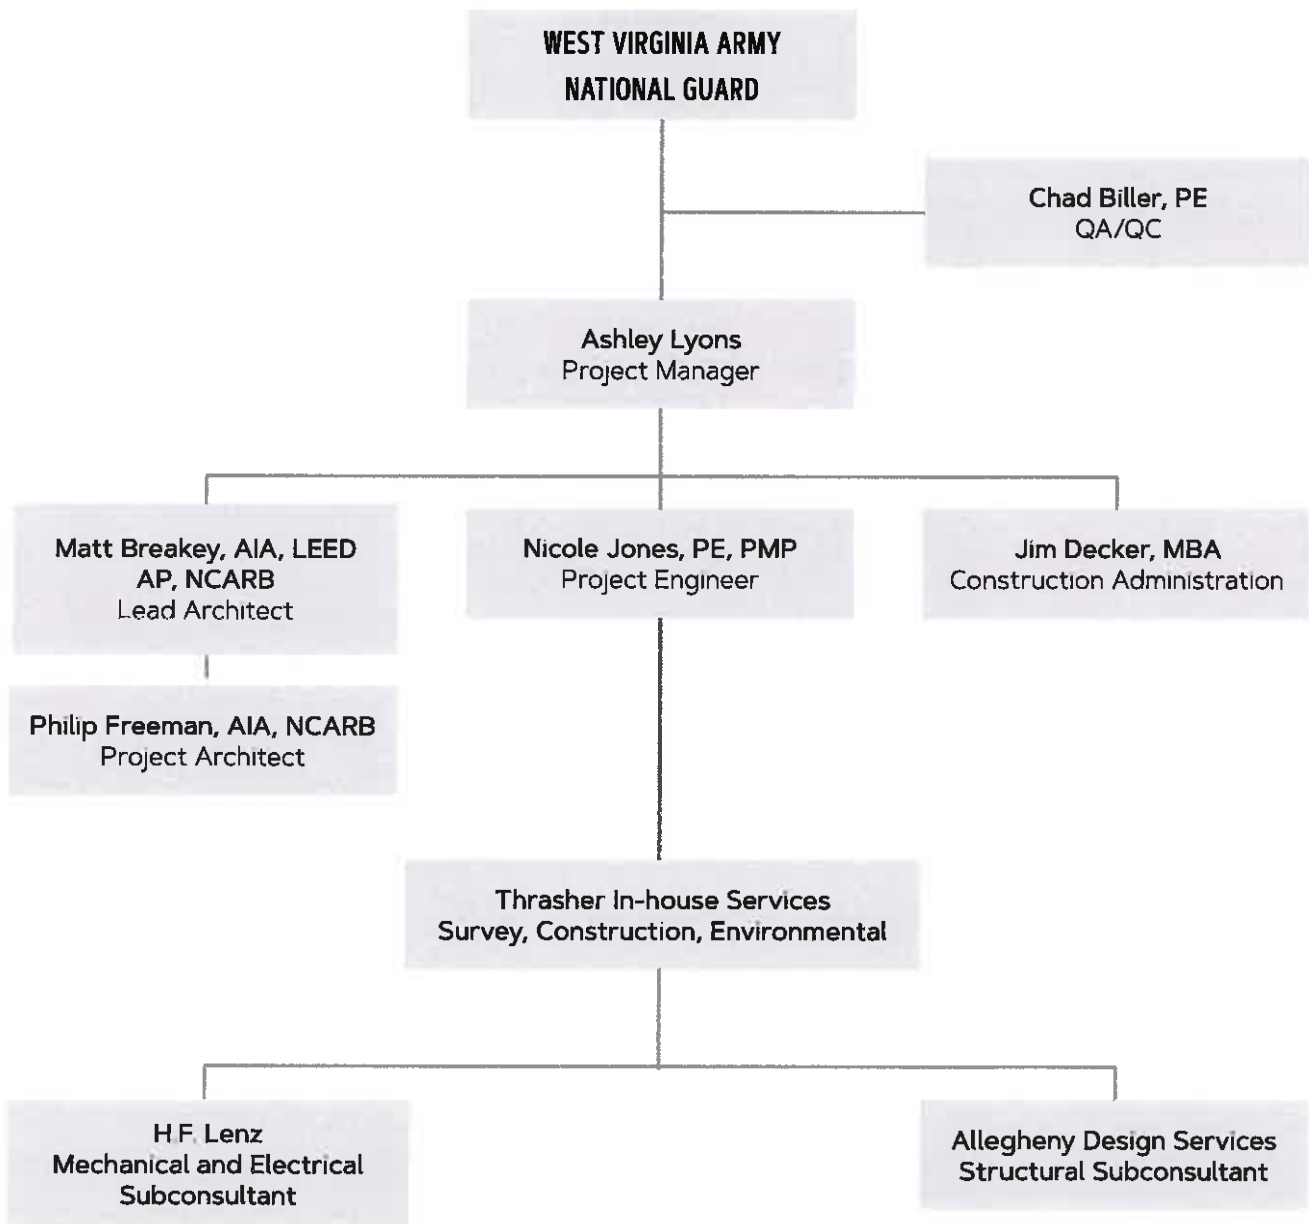 WEST VIRGINIA ARMY
NATIONAL GUARD
Chad Biller, PE
QA/QC
Ashley Lyons
Project Manager
Matt Breakey, AIA, LEED
AP, NCARB
Lead Architect
Nicole Jones, PE, PMP
Project Engineer
Jim Decker, MBA
Construction Administration
Philip Freeman, AIA, NCARB
Project Architect
Thrasher In-house Services
Survey, Construction, Environmental
H.F. Lenz
Mechanical and Electrical
Subconsultant
Allegheny Design Services
Structural Subconsultant